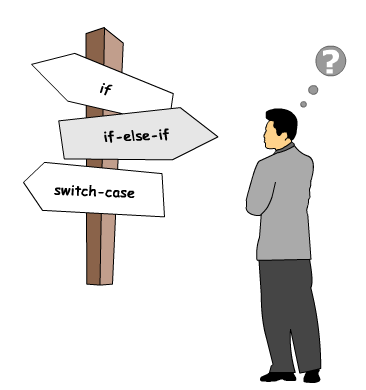 ?
if
if-else-if
switch-case